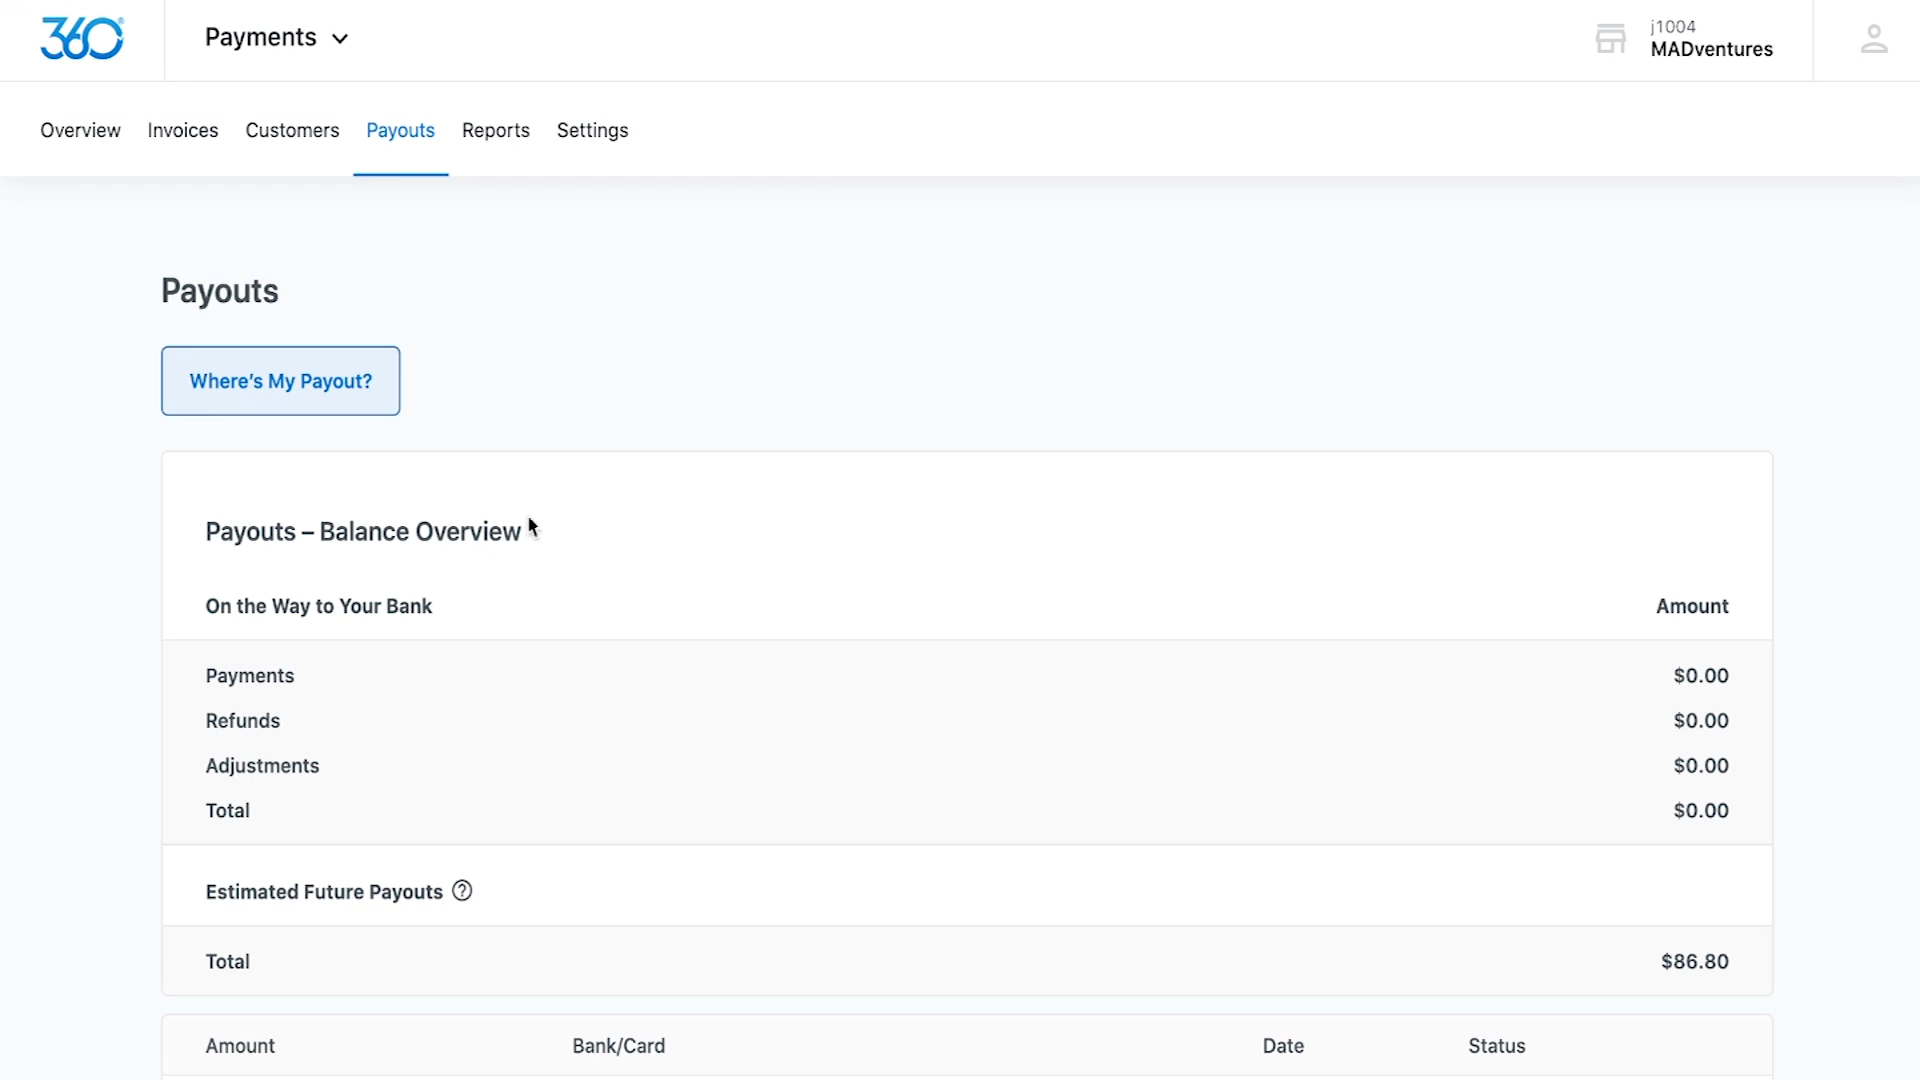 360
Payments
j1004
MADventures
Overview Invoices Customers Payouts Reports Settings
Payouts
Where's My Payout?
Payouts – Balance Overview
On the Way to Your Bank Amount
Payments $0.00
Refunds $0.00
Adjustments $0.00
Total $0.00
Estimated Future Payouts ?
Total $86.80
Amount Bank/Card Date Status